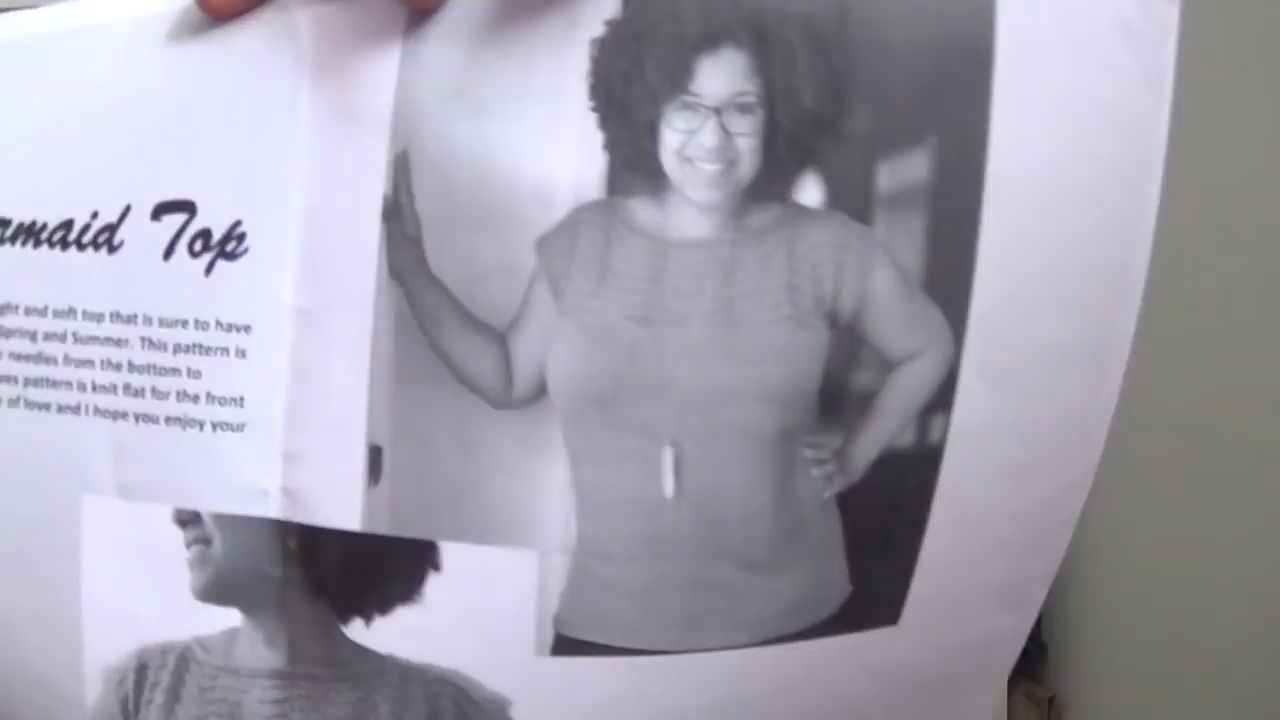 rmaid Top
ght and soft top that is sure to have
Spring and Summer. This pattern is
needles from the bottom to
pattern is knit flat for the front
of love and I hope you enjoy your